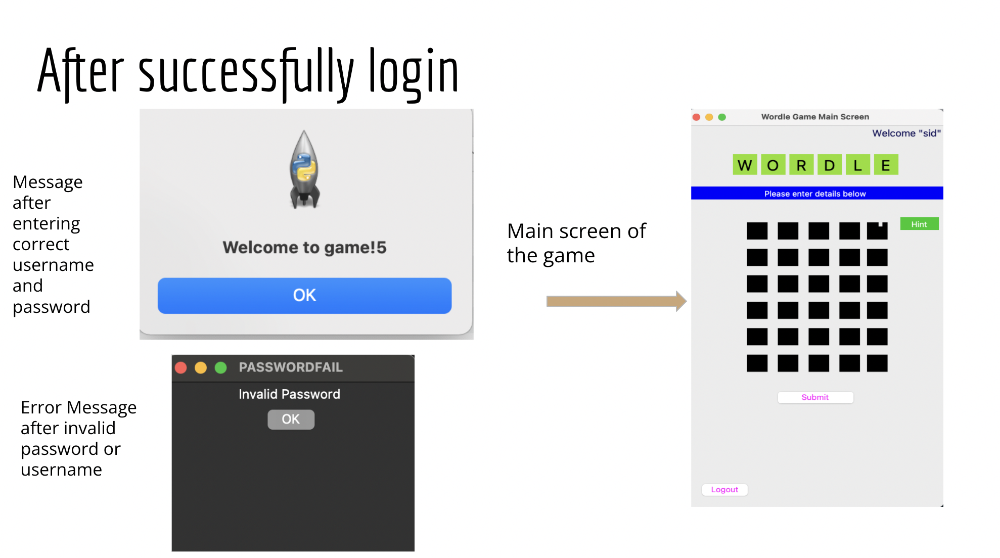 After successfully login
Message
after
entering
correct
username
and
password
Welcome to game!5
OK
PASSWORDFAIL
Invalid Password
OK
Error Message
after invalid
password or
username
Main screen of
the game
Wordle Game Main Screen
Welcome "sid"
W O R D L E
Please enter details below
Hint
Submit
Logout